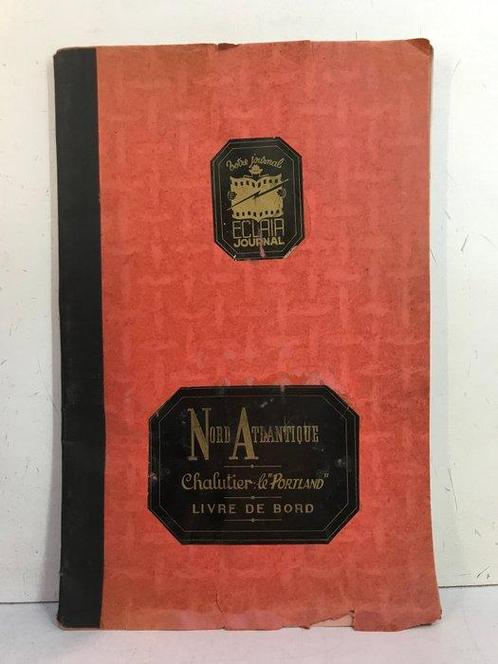 Votre journal
ECLAIR
JOURNAL
NORD ATLANTIQUE
Chalutier: le "PORTLAND"
LIVRE DE BORD